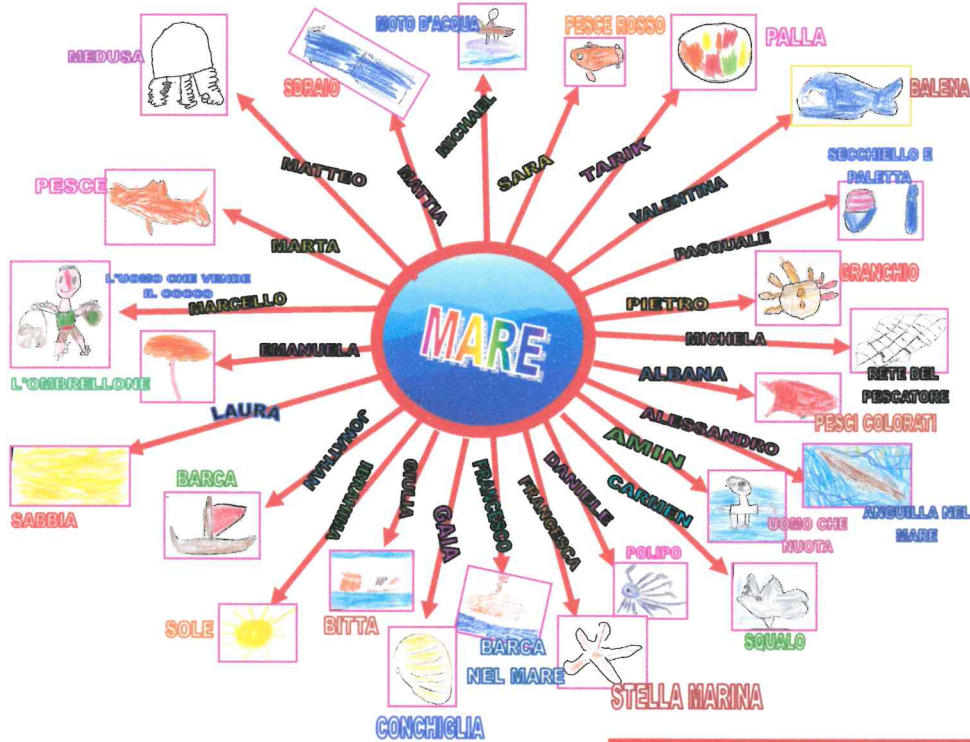 MOTO D'ACQUA
PESCE ROSSO
PALLA
MEDUSA
SDRAIO
BALENA
MICHAEL
SARA
TARIK
MATTEO
MATTIA
VALENTINA
SECCHIELLO E
PALETTA
PESCE
MARTA
PASQUALE
GRANCHIO
L'UOMO CHE VENDE
IL COCCO
MARCELLO
PIETRO
MARE
MICHELA
EMANUELA
L'OMBRELLONE
ALBANA
RETE DEL
PESCATORE
PESCI COLORATI
LAURA
ALESSANDRO
AMIN
JONATHAN
GIULIA
GAIA
FRANCESCO
FRANCESCA
DANIELE
CARMEN
BARCA
SABBIA
ANGUILLA NEL
MARE
UOMO CHE
NUOTA
POLIPO
SOLE
BITTA
BARCA
NEL MARE
SQUALO
STELLA MARINA
CONCHIGLIA